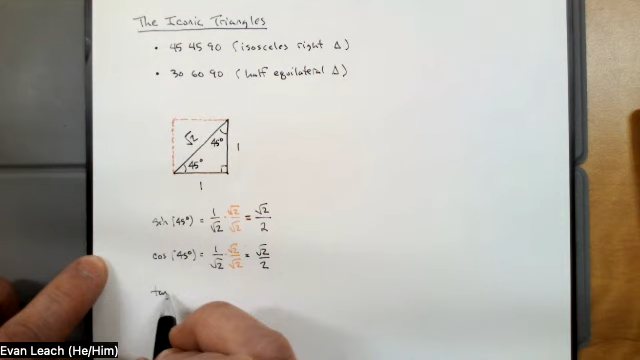 The Iconic Triangles
• 45 45 90 (isosceles right Δ)
• 30 60 90 (half equilateral Δ)
√2 45° 1
45°
1
sin(45°) = 1/√2 · √2/√2 = √2/2
cos(45°) = 1/√2 · √2/√2 = √2/2
tan
Evan Leach (He/Him)